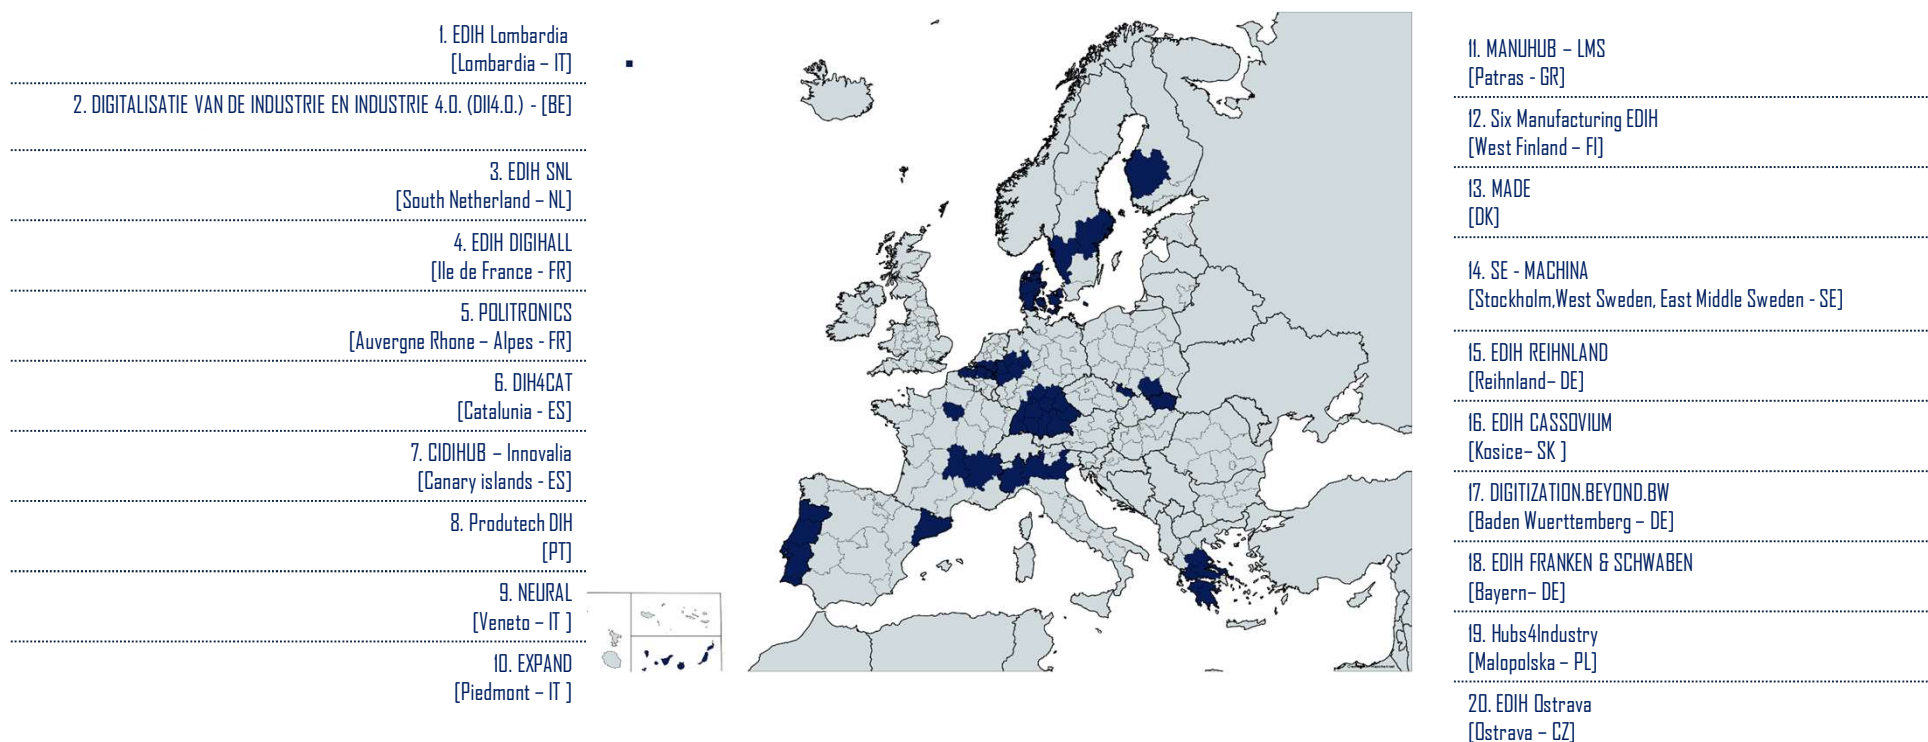 1. EDIH Lombardia
[Lombardia – IT]
2. DIGITALISATIE VAN DE INDUSTRIE EN INDUSTRIE 4.0. (DII4.0.) - [BE]
3. EDIH SNL
[South Netherland – NL]
4. EDIH DIGIHALL
[Ile de France - FR]
5. POLITRONICS
[Auvergne Rhone – Alpes - FR]
6. DIH4CAT
[Catalunia - ES]
7. CIDIHUB – Innovalia
[Canary islands - ES]
8. Produtech DIH
[PT]
9. NEURAL
[Veneto – IT ]
10. EXPAND
[Piedmont – IT ]
11. MANUHUB – LMS
[Patras - GR]
12. Six Manufacturing EDIH
[West Finland – FI]
13. MADE
[DK]
14. SE - MACHINA
[Stockholm,West Sweden, East Middle Sweden - SE]
15. EDIH REIHNLAND
[Reihnland– DE]
16. EDIH CASSOVIUM
[Kosice– SK ]
17. DIGITIZATION.BEYOND.BW
[Baden Wuerttemberg – DE]
18. EDIH FRANKEN & SCHWABEN
[Bayern– DE]
19. Hubs4Industry
[Malopolska – PL]
20. EDIH Ostrava
[Ostrava – CZ]